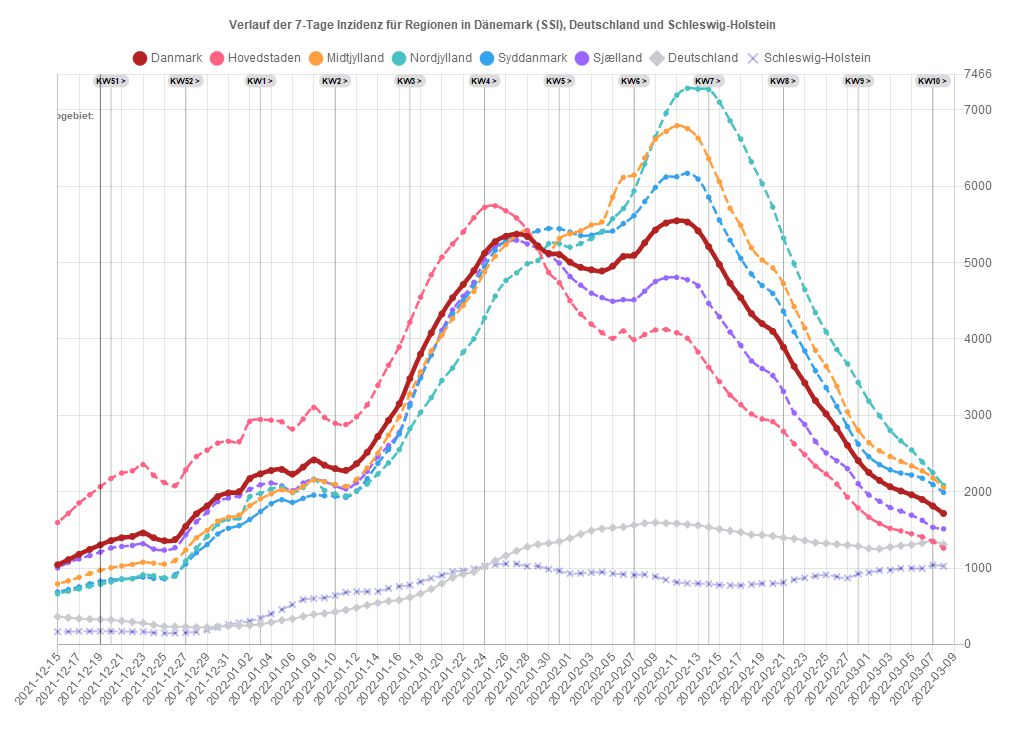 Verlauf der 7-Tage Inzidenz für Regionen in Dänemark (SSI), Deutschland und Schleswig-Holstein
Danmark Hovedstaden Midtjylland Nordjylland Syddanmark Sjælland Deutschland Schleswig-Holstein
KW51 > KW52 > KW1 > KW2 > KW3 > KW4 > KW5 > KW6 > KW7 > KW8 > KW9 > KW10 >
7466
7000
ogebiet:
6000
5000
4000
3000
2000
1000
0
2021-12-15 2021-12-17 2021-12-19 2021-12-21 2021-12-23 2021-12-25 2021-12-27 2021-12-29 2021-12-31 2022-01-02 2022-01-04 2022-01-06 2022-01-08 2022-01-10 2022-01-12 2022-01-14 2022-01-16 2022-01-18 2022-01-20 2022-01-22 2022-01-24 2022-01-26 2022-01-28 2022-01-30 2022-02-01 2022-02-03 2022-02-05 2022-02-07 2022-02-09 2022-02-11 2022-02-13 2022-02-15 2022-02-17 2022-02-19 2022-02-21 2022-02-23 2022-02-25 2022-02-27 2022-03-01 2022-03-03 2022-03-05 2022-03-07 2022-03-09